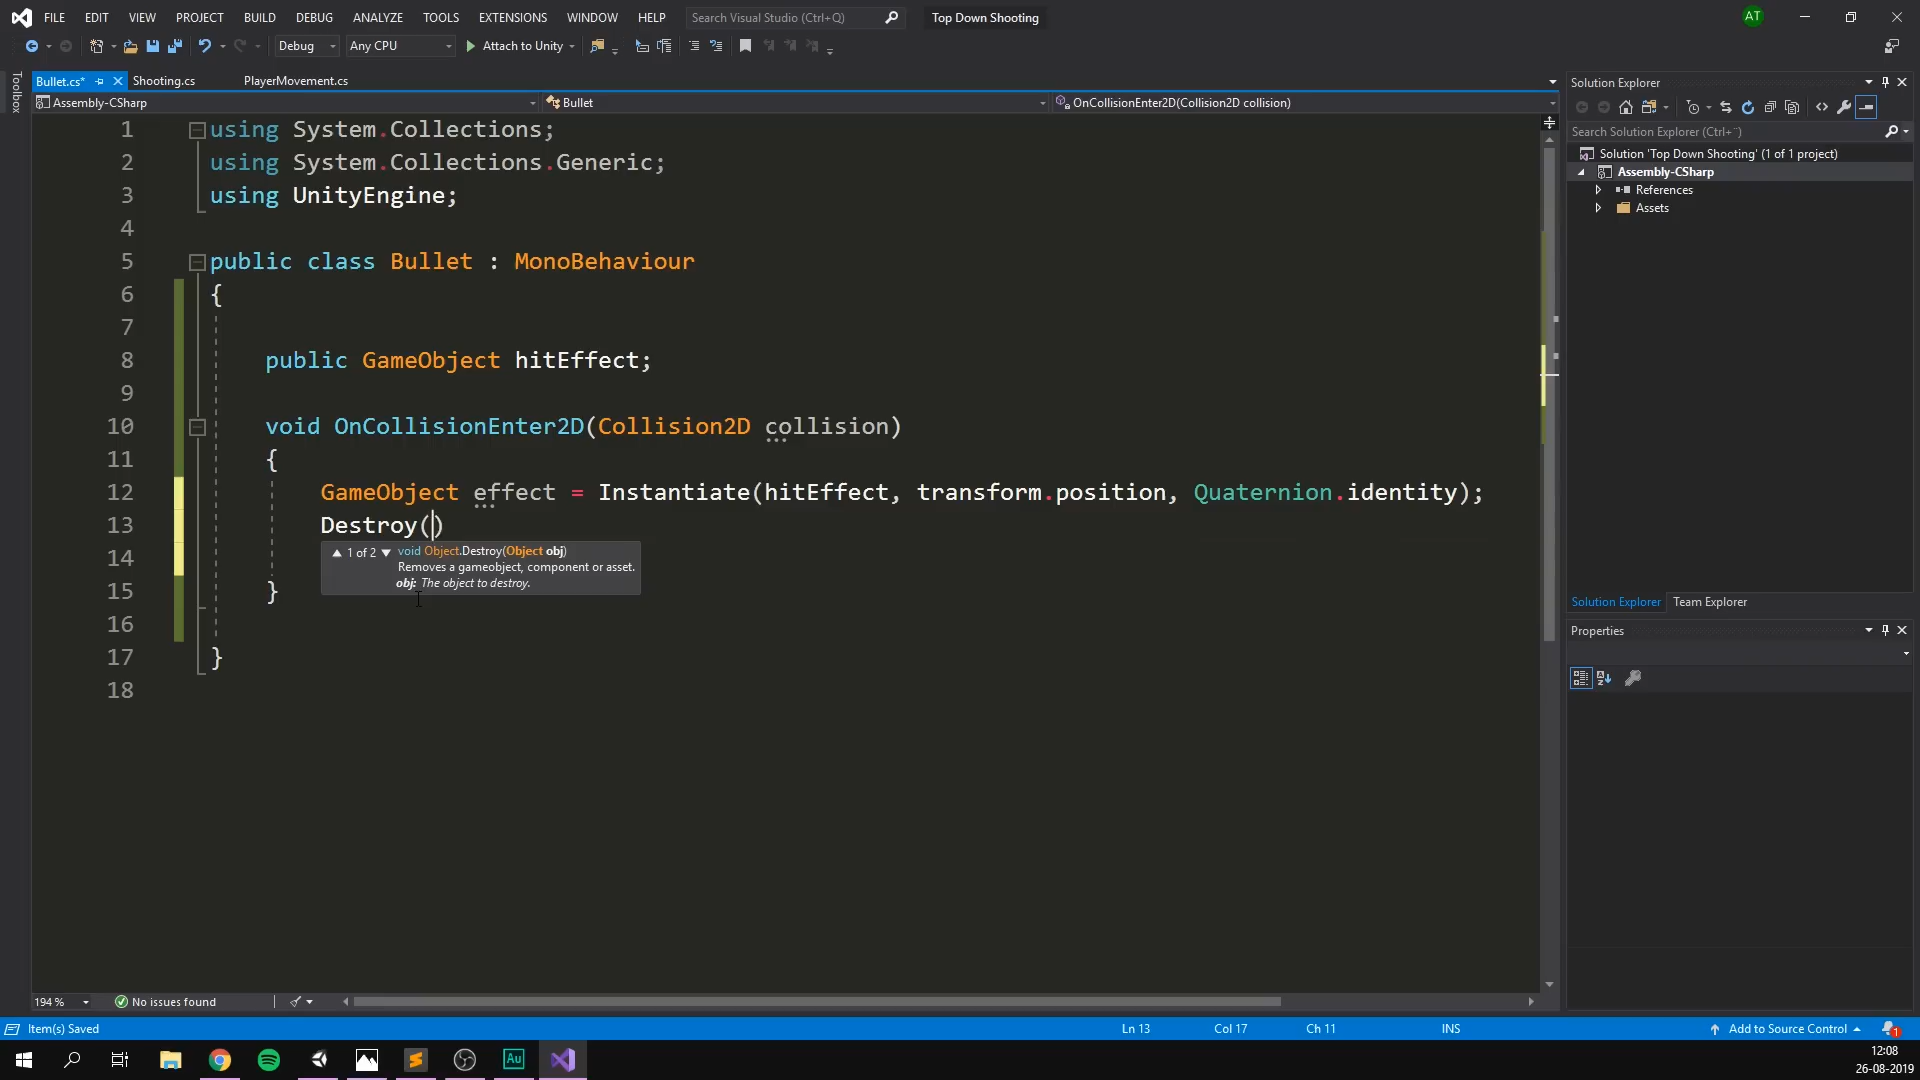 FILE EDIT VIEW PROJECT BUILD DEBUG ANALYZE TOOLS EXTENSIONS WINDOW HELP Search Visual Studio (Ctrl+Q) Top Down Shooting AT
Debug Any CPU Attach to Unity
Toolbox
Bullet.cs* Shooting.cs PlayerMovement.cs
Assembly-CSharp Bullet OnCollisionEnter2D(Collision2D collision)
1 using System.Collections;
2 using System.Collections.Generic;
3 using UnityEngine;
4
5 public class Bullet : MonoBehaviour
6 {
7
8 public GameObject hitEffect;
9
10 void OnCollisionEnter2D(Collision2D collision)
11 {
12 GameObject effect = Instantiate(hitEffect, transform.position, Quaternion.identity);
13 Destroy()
14
15 }
16
17 }
18
1 of 2 void Object.Destroy(Object obj)
Removes a gameobject, component or asset.
obj: The object to destroy.
194 % No issues found
Solution Explorer
Search Solution Explorer (Ctrl+¨)
Solution 'Top Down Shooting' (1 of 1 project)
Assembly-CSharp
References
Assets
Solution Explorer Team Explorer
Properties
Item(s) Saved Ln 13 Col 17 Ch 11 INS Add to Source Control 1
Au
12:08
26-08-2019